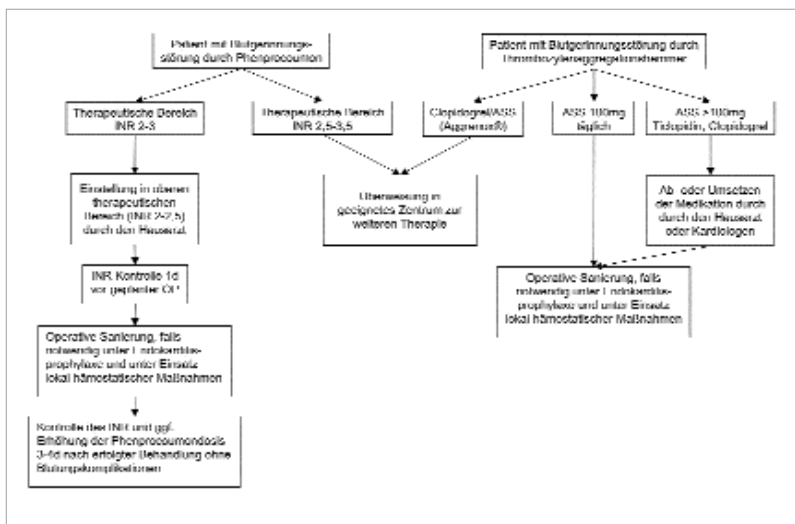 Patient mit Blutgerinnungs-
störung durch Phenprocoumon
Patient mit Blutgerinnungsstörung durch
Thrombozytenaggregationshemmer
Therapeutische Bereich
INR 2-3
Therapeutische Bereich
INR 2,5-3,5
Clopidogrel/ASS
(Aggrenox®)
ASS 100mg
täglich
ASS >100mg
Ticlopidin, Clopidogrel
Einstellung in oberen
therapeutischen
Bereich (INR 2-2,5)
durch den Hausarzt
Überweisung in
geeignetes Zentrum zur
weiteren Therapie
Ab- oder Umsetzen
der Medikation durch
durch den Hausarzt
oder Kardiologen
INR Kontrolle 1d
vor geplanter OP
Operative Sanierung, falls
notwendig unter Endokarditis-
prophylaxe und unter Einsatz
lokal hämostatischer Maßnahmen
Operative Sanierung, falls
notwendig unter Endokarditis-
prophylaxe und unter Einsatz
lokal hämostatischer Maßnahmen
Kontrolle des INR und ggf.
Erhöhung der Phenprocoumondosis
3-4d nach erfolgter Behandlung ohne
Blutungskomplikationen